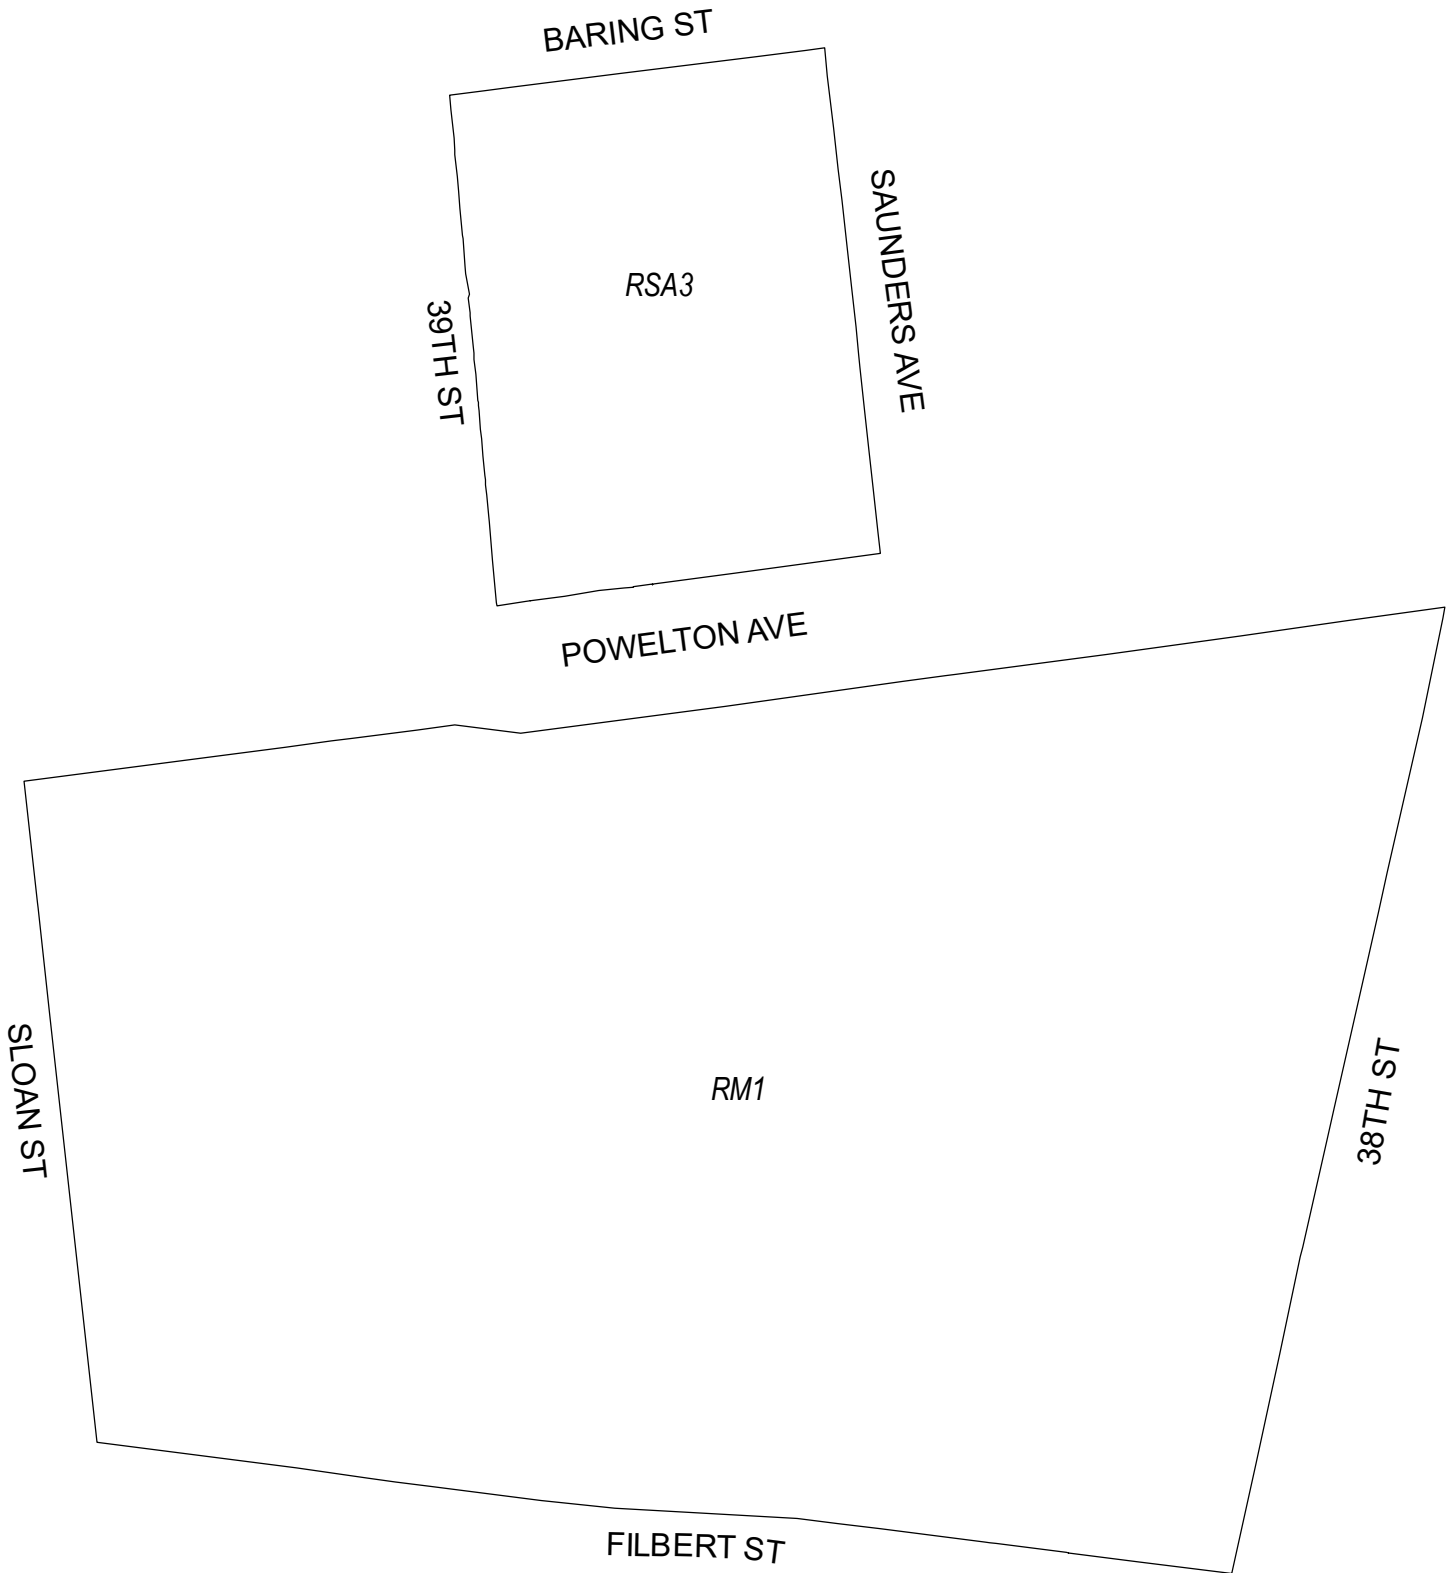 BARING ST
SAUNDERS AVE
RSA3
39TH ST
POWELTON AVE
SLOAN ST
RM1
38TH ST
FILBERT ST